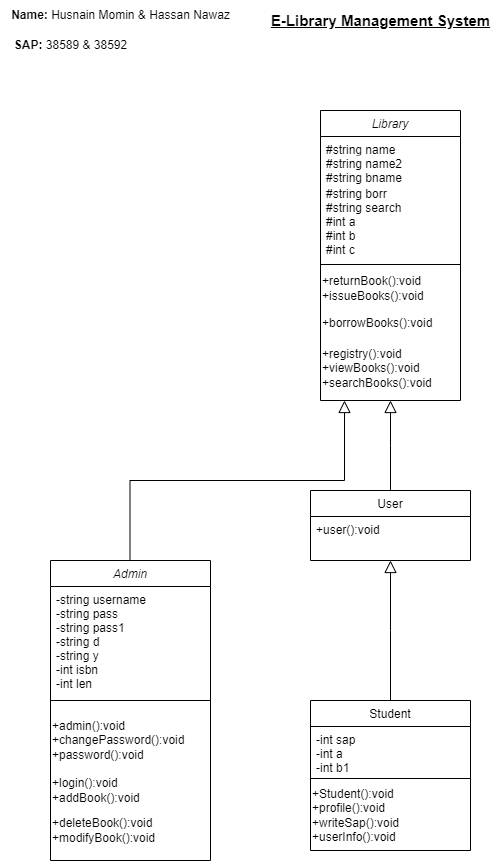 Name: Husnain Momin & Hassan Nawaz
E-Library Management System
SAP: 38589 & 38592
Library
#string name
#string name2
#string bname
#string borr
#string search
#int a
#int b
#int c
+returnBook():void
+issueBooks():void
+borrowBooks():void
+registry():void
+viewBooks():void
+searchBooks():void
User
+user():void
Admin
-string username
-string pass
-string pass1
-string d
-string y
-int isbn
-int len
+admin():void
+changePassword():void
+password():void
+login():void
+addBook():void
+deleteBook():void
+modifyBook():void
Student
-int sap
-int a
-int b1
+Student():void
+profile():void
+writeSap():void
+userInfo():void